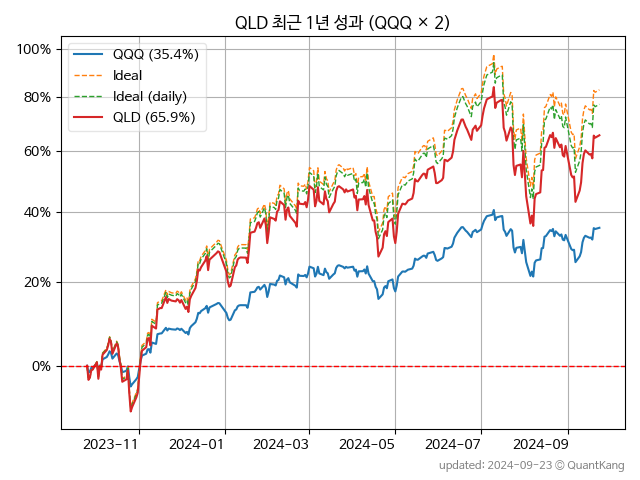 QLD 최근 1년 성과 (QQQ × 2)
100%
80%
60%
40%
20%
0%
QQQ (35.4%)
Ideal
Ideal (daily)
QLD (65.9%)
2023-11
2024-01
2024-03
2024-05
2024-07
2024-09
updated: 2024-09-23 © QuantKang